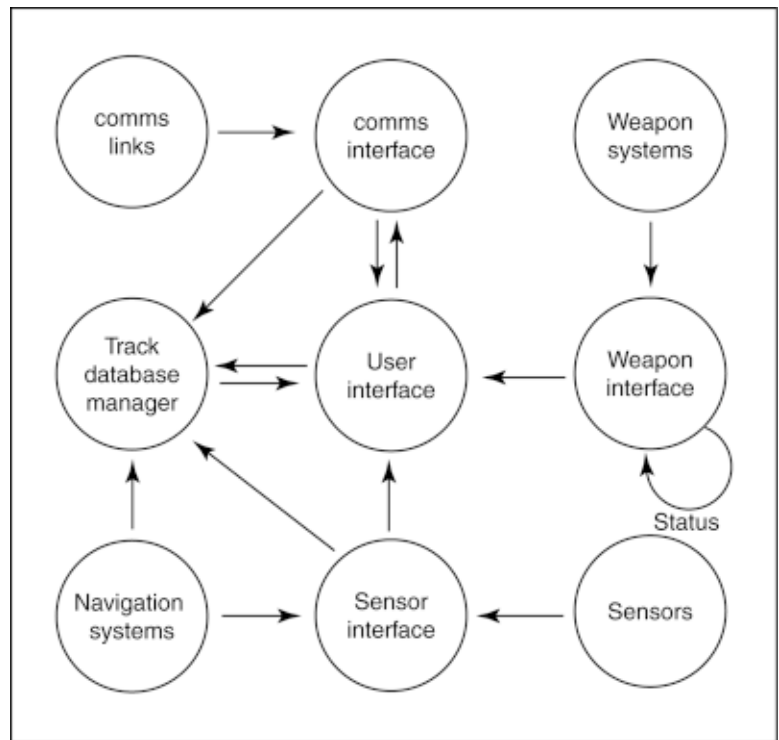 comms
links
comms
interface
Weapon
systems
Track
database
manager
User
interface
Weapon
interface
Status
Navigation
systems
Sensor
interface
Sensors